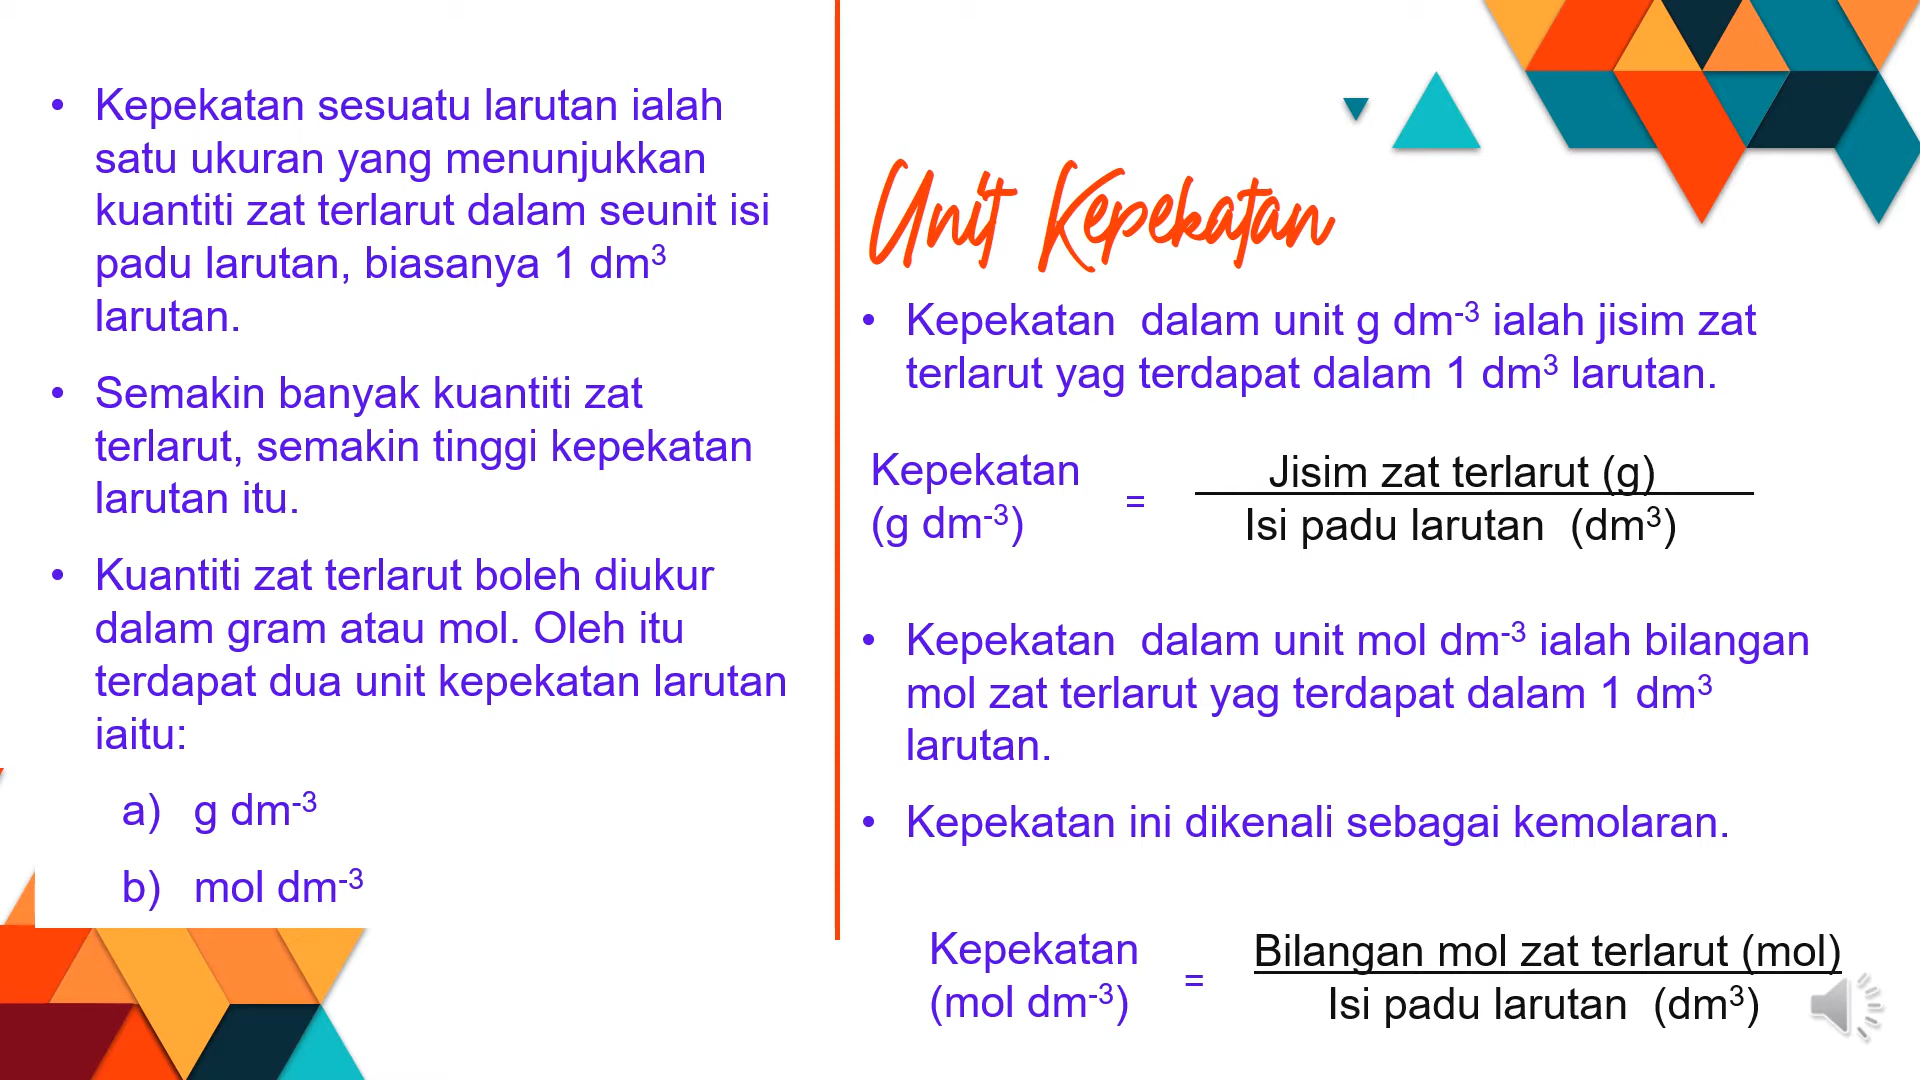 • Kepekatan sesuatu larutan ialah
satu ukuran yang menunjukkan
kuantiti zat terlarut dalam seunit isi
padu larutan, biasanya 1 dm³
larutan.
• Semakin banyak kuantiti zat
terlarut, semakin tinggi kepekatan
larutan itu.
• Kuantiti zat terlarut boleh diukur
dalam gram atau mol. Oleh itu
terdapat dua unit kepekatan larutan
iaitu:
a) g dm⁻³
b) mol dm⁻³
Unit Kepekatan
• Kepekatan dalam unit g dm⁻³ ialah jisim zat
terlarut yag terdapat dalam 1 dm³ larutan.
Kepekatan
(g dm⁻³)
=
Jisim zat terlarut (g)
Isi padu larutan (dm³)
• Kepekatan dalam unit mol dm⁻³ ialah bilangan
mol zat terlarut yag terdapat dalam 1 dm³
larutan.
• Kepekatan ini dikenali sebagai kemolaran.
Kepekatan
(mol dm⁻³)
=
Bilangan mol zat terlarut (mol)
Isi padu larutan (dm³)